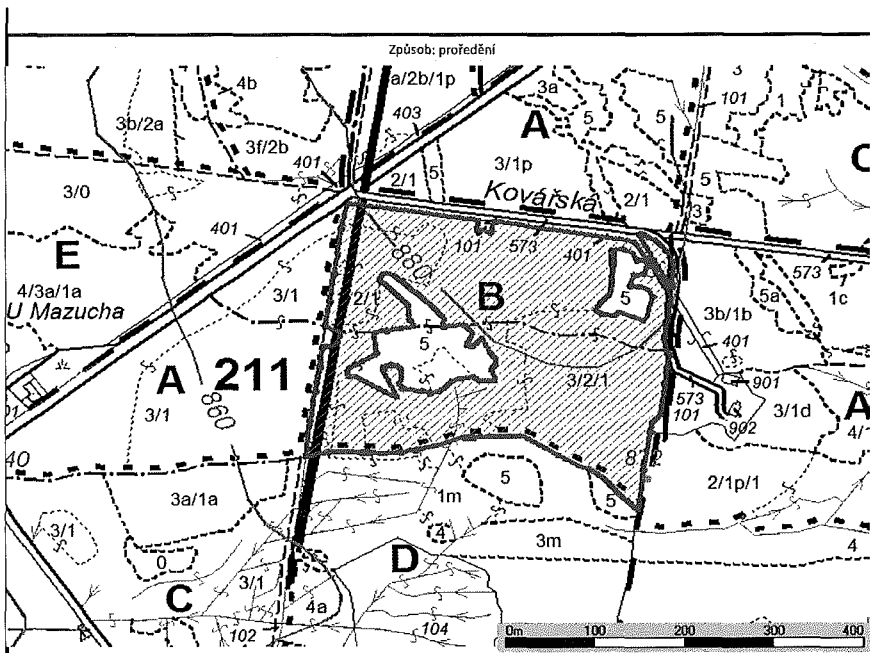 Způsob: proředění
4b
a/2b/1p
3a
3
3b/2a
403
5
5
101
1
A
3f/2b
401
5
C
3/1p
3/0
2/1
5
Kovářská
2/1
3
401
101
573
401
573
E
880
5a
1c
4/3a/1a
3/1
2/1
B
5
3b/1b
U Mazucha
401
5
A
211
3/2/1
901
3/1
860
573
101
3/1d
A
902
4/
40
3a/1a
1m
5
2/1p/1
5
3/1
4
3m
4
0
D
3/1
C
4a
102
104
0m 100 200 300 400